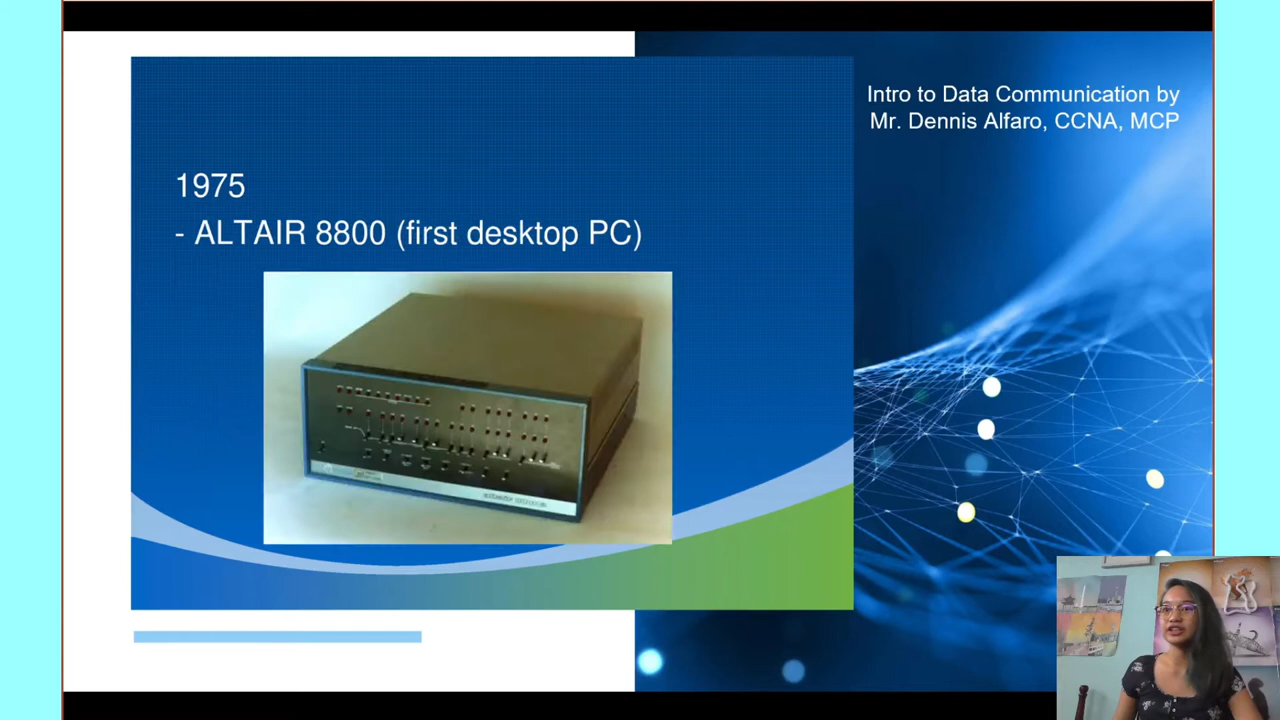 Intro to Data Communication by
Mr. Dennis Alfaro, CCNA, MCP
1975
- ALTAIR 8800 (first desktop PC)